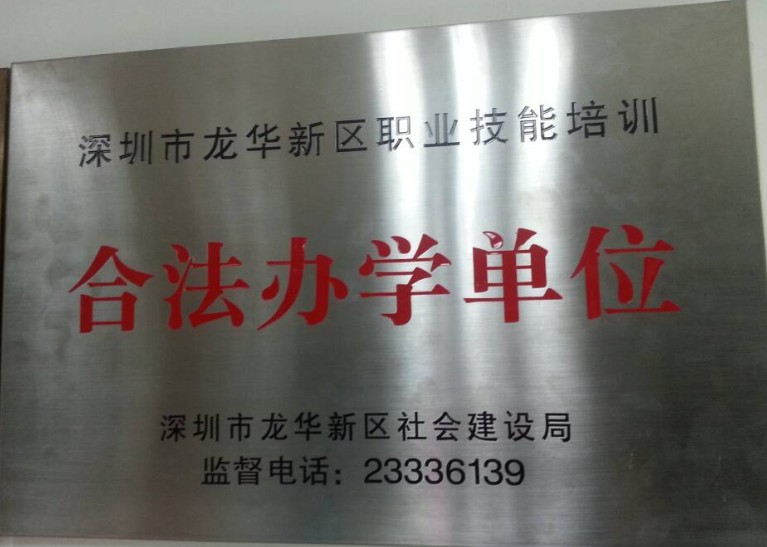 深圳市龙华新区职业技能培训
合法办学单位
深圳市龙华新区社会建设局
监督电话：23336139